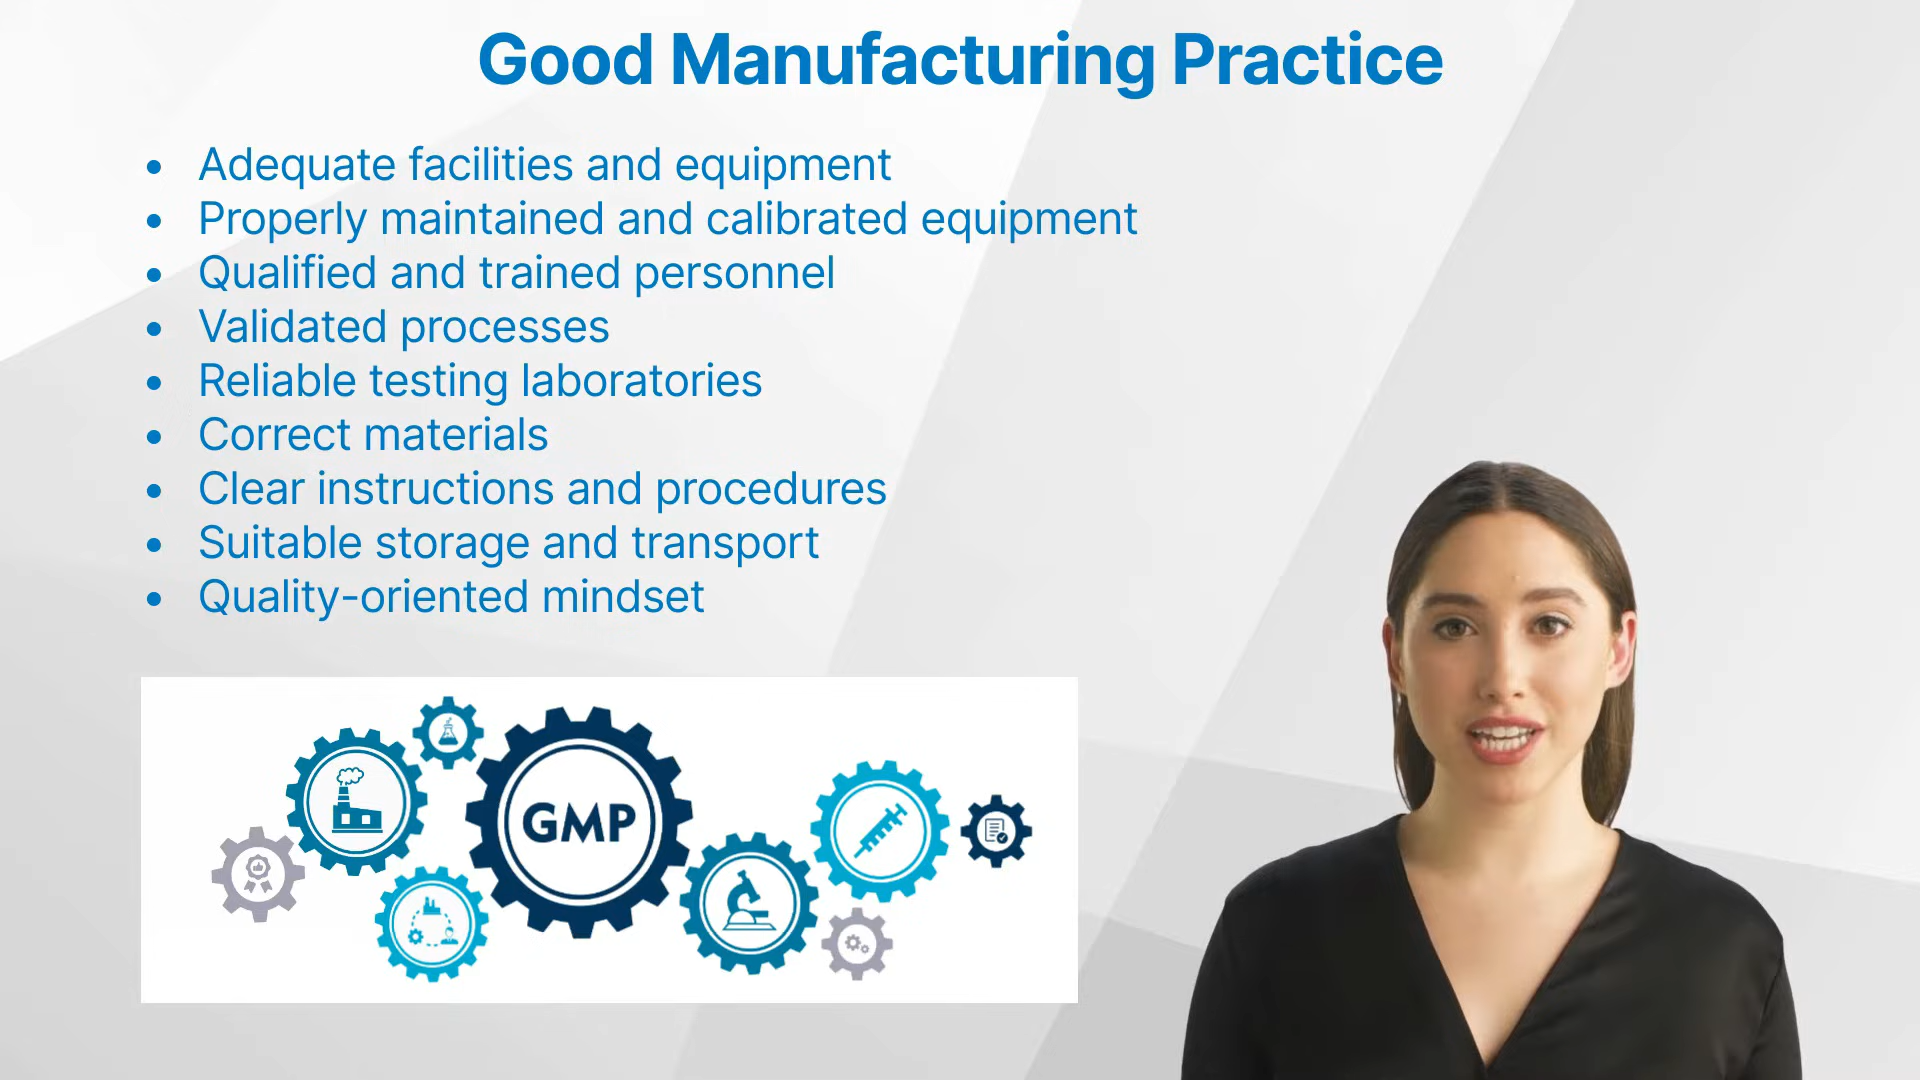 Good Manufacturing Practice
• Adequate facilities and equipment
• Properly maintained and calibrated equipment
• Qualified and trained personnel
• Validated processes
• Reliable testing laboratories
• Correct materials
• Clear instructions and procedures
• Suitable storage and transport
• Quality-oriented mindset
GMP